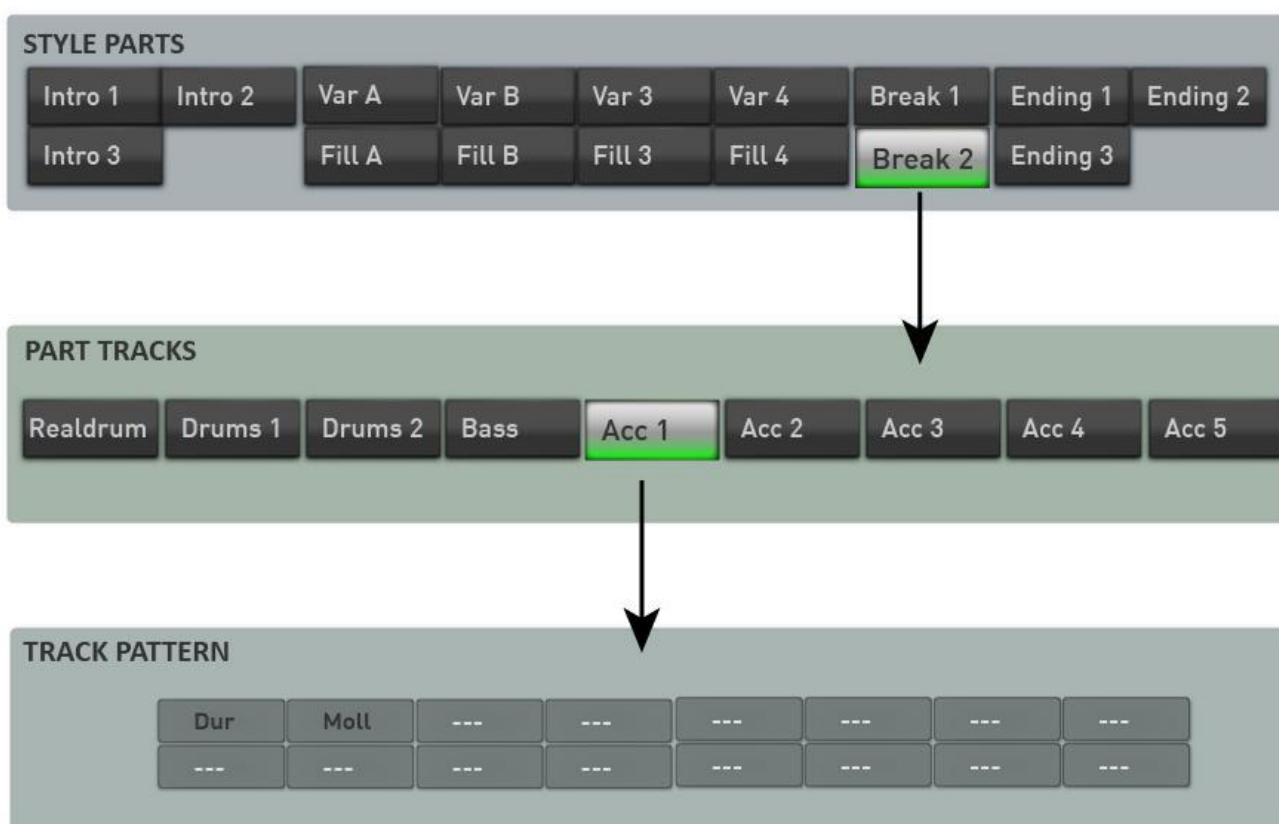 STYLE PARTS
Intro 1 Intro 2 Var A Var B Var 3 Var 4 Break 1 Ending 1 Ending 2
Intro 3 Fill A Fill B Fill 3 Fill 4 Break 2 Ending 3
PART TRACKS
Realdrum Drums 1 Drums 2 Bass Acc 1 Acc 2 Acc 3 Acc 4 Acc 5
TRACK PATTERN
Dur Moll --- --- --- --- --- ---
--- --- --- --- --- --- --- ---